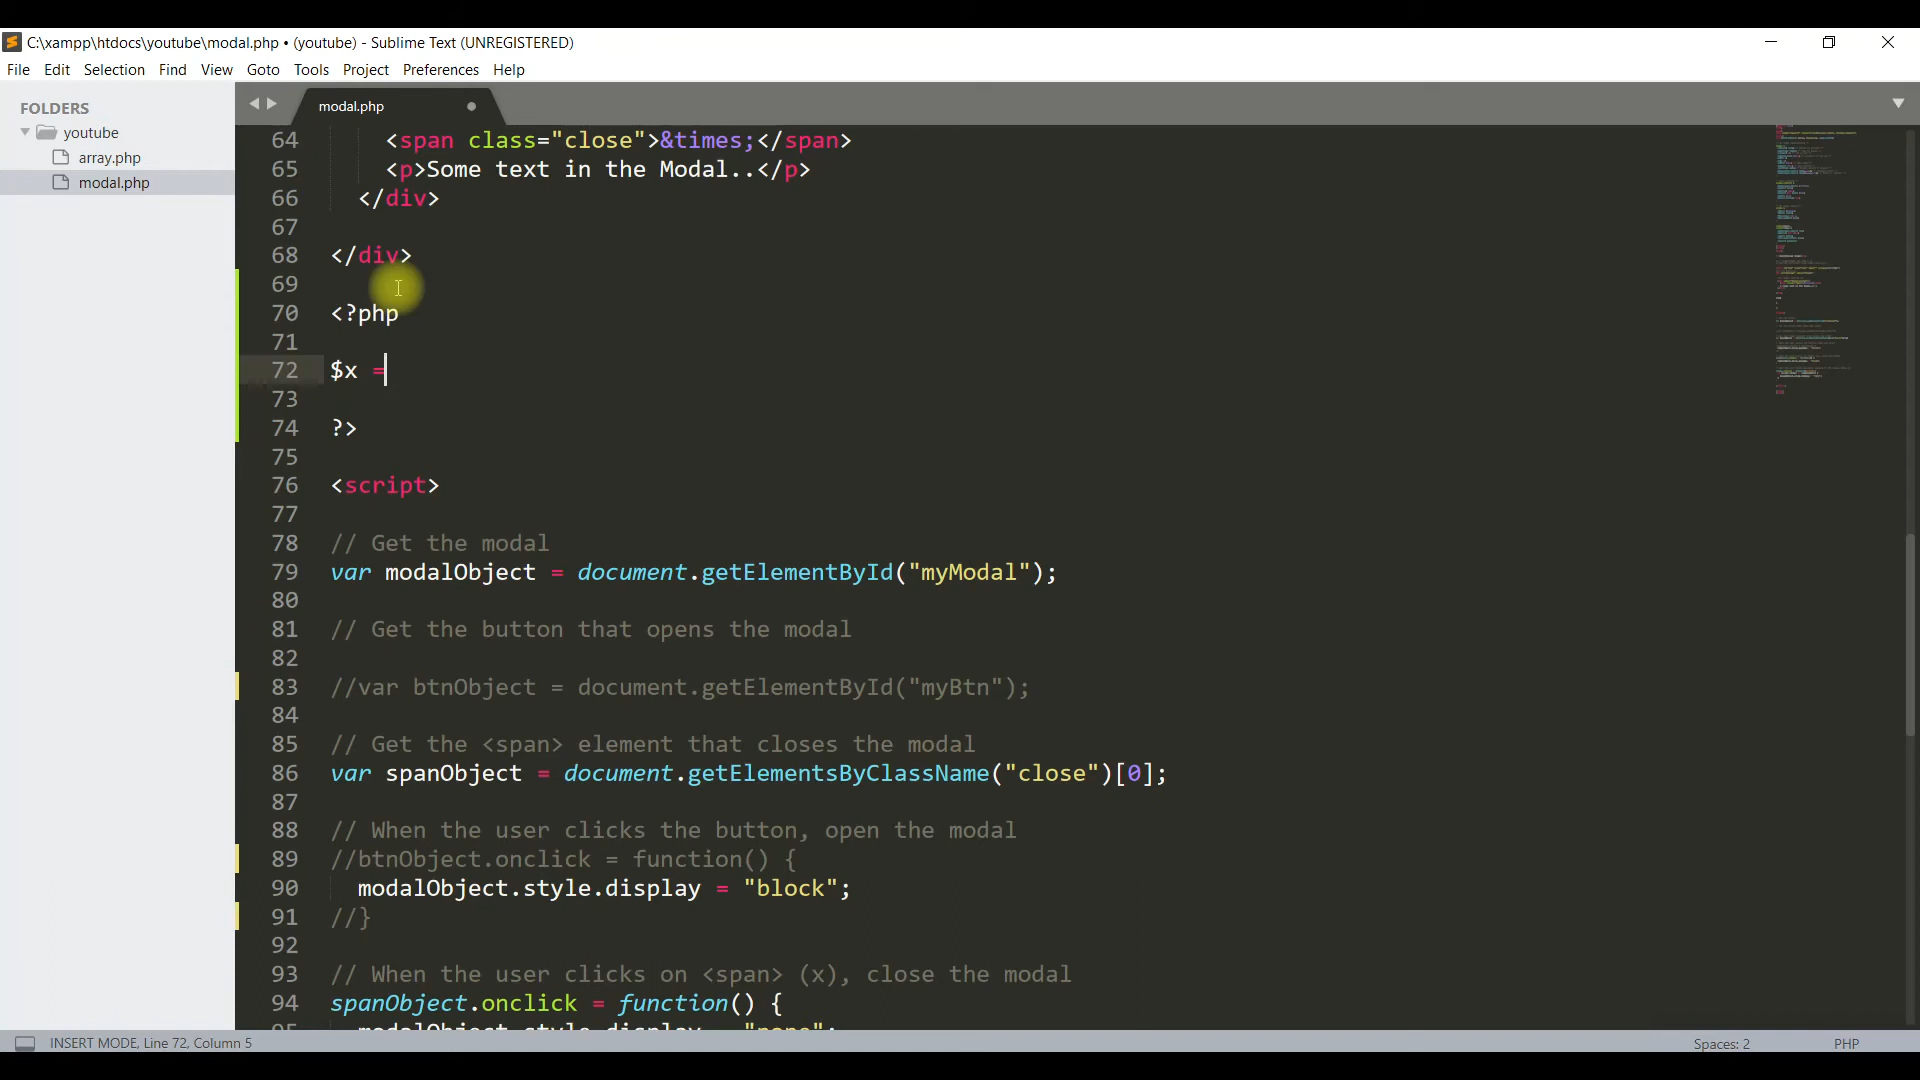 C:\xampp\htdocs\youtube\modal.php • (youtube) - Sublime Text (UNREGISTERED)
File Edit Selection Find View Goto Tools Project Preferences Help
FOLDERS
youtube
array.php
modal.php
modal.php
64 <span class="close">&times;</span>
65 <p>Some text in the Modal..</p>
66 </div>
67
68 </div>
69
70 <?php
71
72 $x =
73
74 ?>
75
76 <script>
77
78 // Get the modal
79 var modalObject = document.getElementById("myModal");
80
81 // Get the button that opens the modal
82
83 //var btnObject = document.getElementById("myBtn");
84
85 // Get the <span> element that closes the modal
86 var spanObject = document.getElementsByClassName("close")[0];
87
88 // When the user clicks the button, open the modal
89 //btnObject.onclick = function() {
90 modalObject.style.display = "block";
91 //}
92
93 // When the user clicks on <span> (x), close the modal
94 spanObject.onclick = function() {
95 modalObject.style.display = "none";
INSERT MODE, Line 72, Column 5 Spaces: 2 PHP